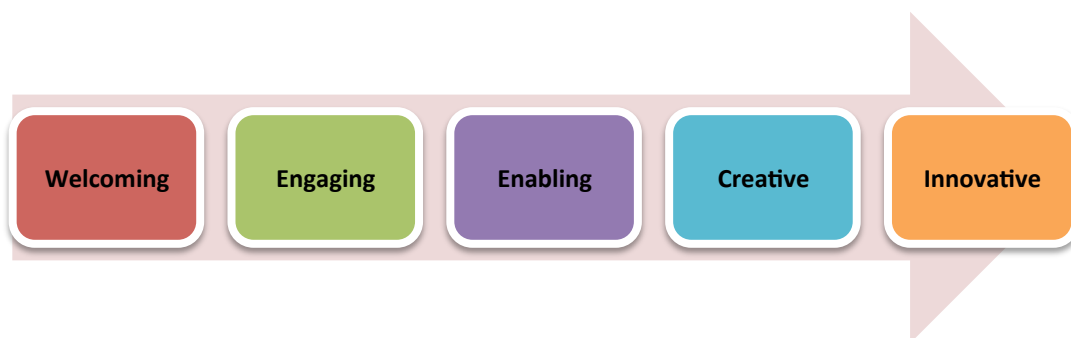 Welcoming
Engaging
Enabling
Creative
Innovative